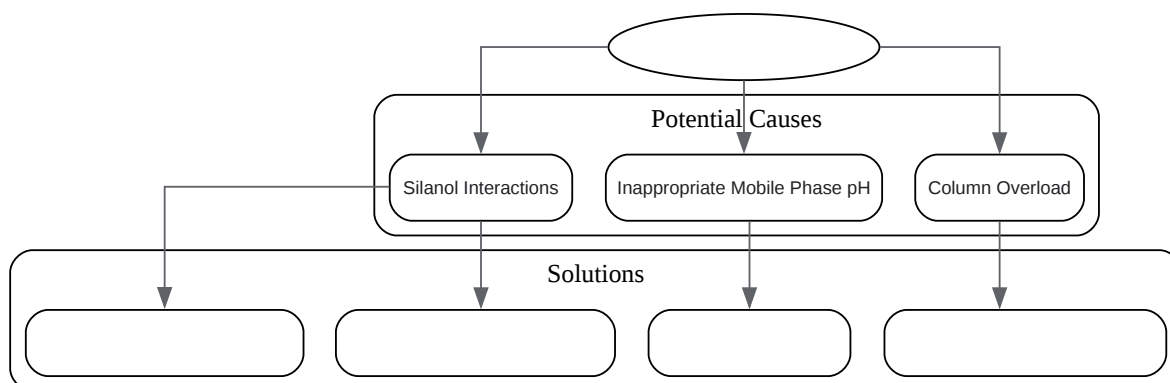 Potential Causes
Silanol Interactions
Inappropriate Mobile Phase pH
Column Overload
Solutions